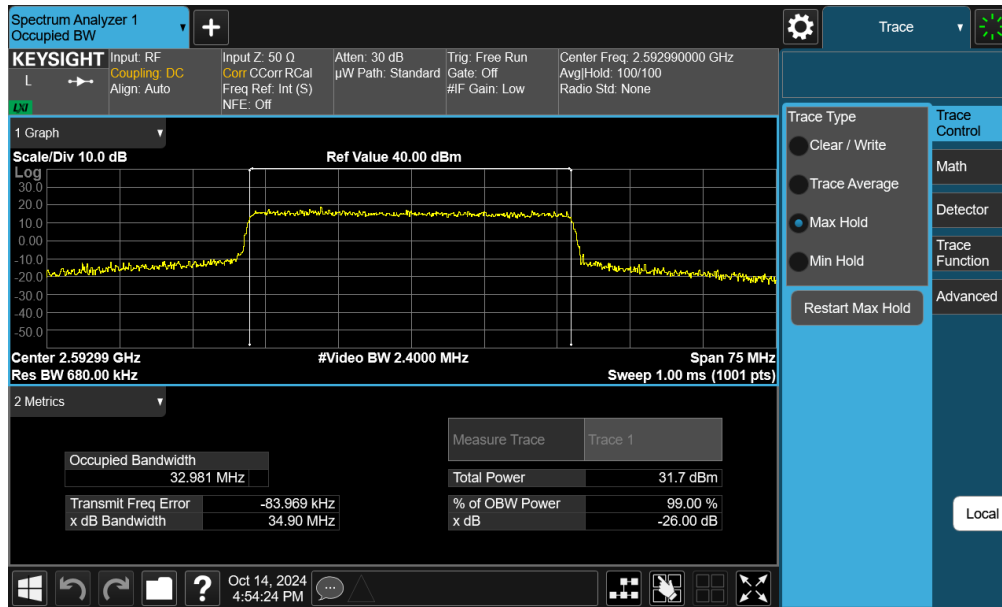 Spectrum Analyzer 1
Occupied BW
Trace
KEYSIGHT
L
LXI
Input: RF
Coupling: DC
Align: Auto
Input Z: 50 Ω
Corr CCorr RCal
Freq Ref: Int (S)
NFE: Off
Atten: 30 dB
µW Path: Standard
Trig: Free Run
Gate: Off
#IF Gain: Low
Center Freq: 2.592990000 GHz
Avg|Hold: 100/100
Radio Std: None
1 Graph
Scale/Div 10.0 dB
Ref Value 40.00 dBm
Log
30.0
20.0
10.0
0.00
-10.0
-20.0
-30.0
-40.0
-50.0
Center 2.59299 GHz
#Video BW 2.4000 MHz
Span 75 MHz
Res BW 680.00 kHz
Sweep 1.00 ms (1001 pts)
2 Metrics
Measure Trace
Trace 1
Occupied Bandwidth
32.981 MHz
Total Power
31.7 dBm
Transmit Freq Error
-83.969 kHz
% of OBW Power
99.00 %
x dB Bandwidth
34.90 MHz
x dB
-26.00 dB
Trace Type
Clear / Write
Trace Average
Max Hold
Min Hold
Restart Max Hold
Trace
Control
Math
Detector
Trace
Function
Advanced
Local
?
Oct 14, 2024
4:54:24 PM